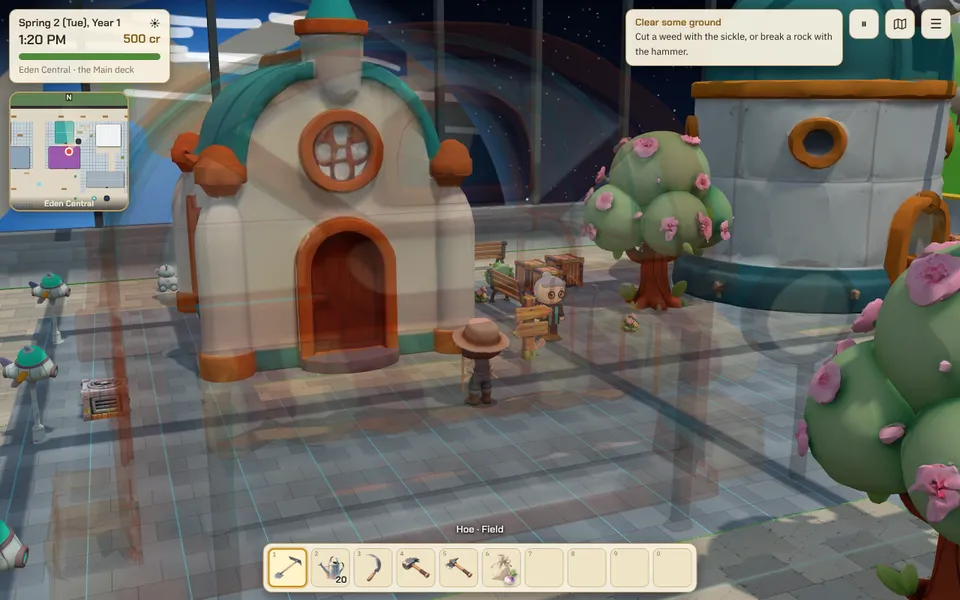 Spring 2 (Tue), Year 1
1:20 PM
500 cr
Eden Central · the Main deck
N
Eden Central
Clear some ground
Cut a weed with the sickle, or break a rock with
the hammer.
Hoe · Field
1
2
3
4
5
6
7
8
9
0
20